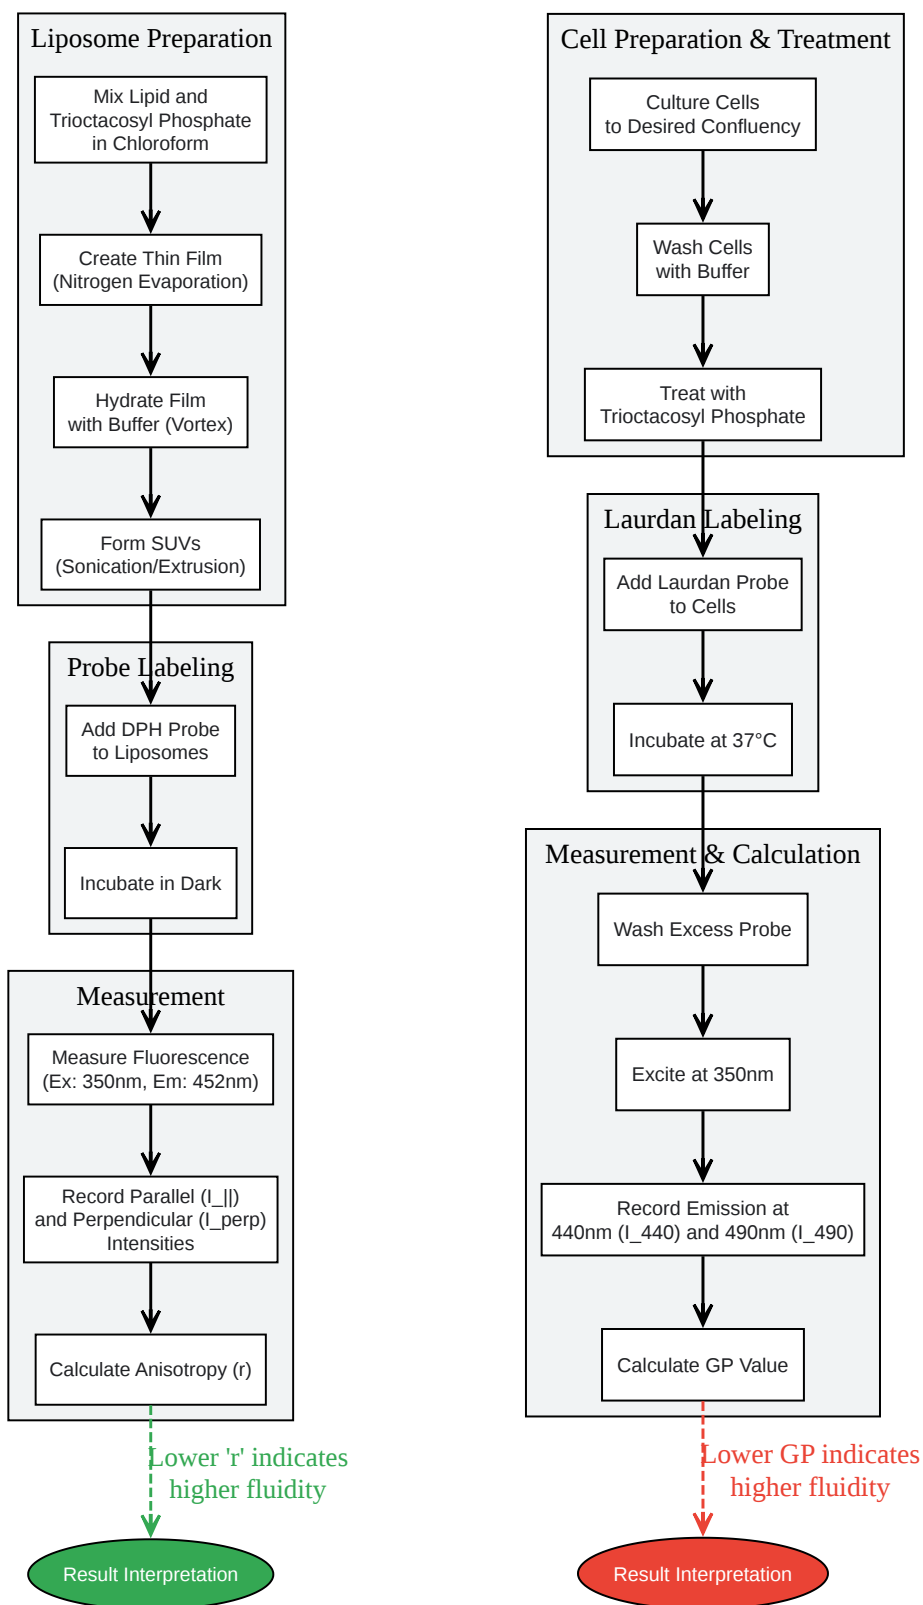 Liposome Preparation
Mix Lipid and
Trioctacosyl Phosphate
in Chloroform
Create Thin Film
(Nitrogen Evaporation)
Hydrate Film
with Buffer (Vortex)
Form SUVs
(Sonication/Extrusion)
Probe Labeling
Add DPH Probe
to Liposomes
Incubate in Dark
Measurement
Measure Fluorescence
(Ex: 350nm, Em: 452nm)
Record Parallel (I_||)
and Perpendicular (I_perp)
Intensities
Calculate Anisotropy (r)
Lower 'r' indicates
higher fluidity
Result Interpretation
Cell Preparation & Treatment
Culture Cells
to Desired Confluency
Wash Cells
with Buffer
Treat with
Trioctacosyl Phosphate
Laurdan Labeling
Add Laurdan Probe
to Cells
Incubate at 37°C
Measurement & Calculation
Wash Excess Probe
Excite at 350nm
Record Emission at
440nm (I_440) and 490nm (I_490)
Calculate GP Value
Lower GP indicates
higher fluidity
Result Interpretation